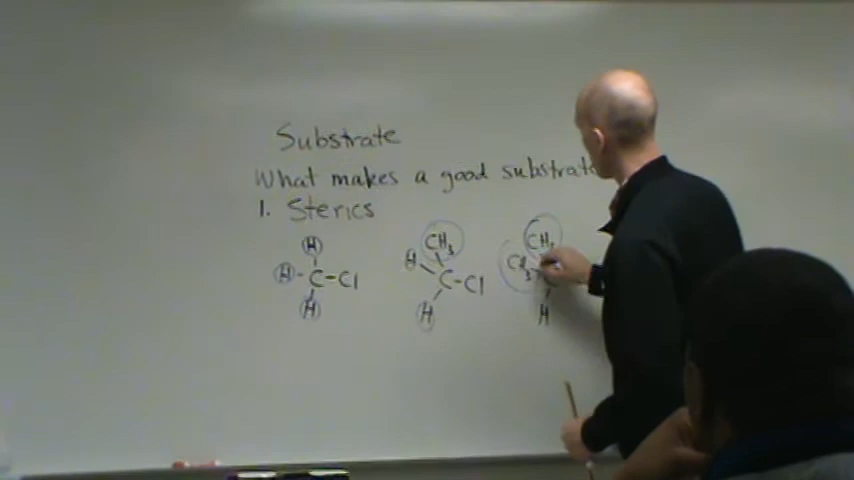 Substrate
What makes a good substrate
1. Sterics
H CH3 CH3
H H CH3
C-Cl C-Cl C
H H H